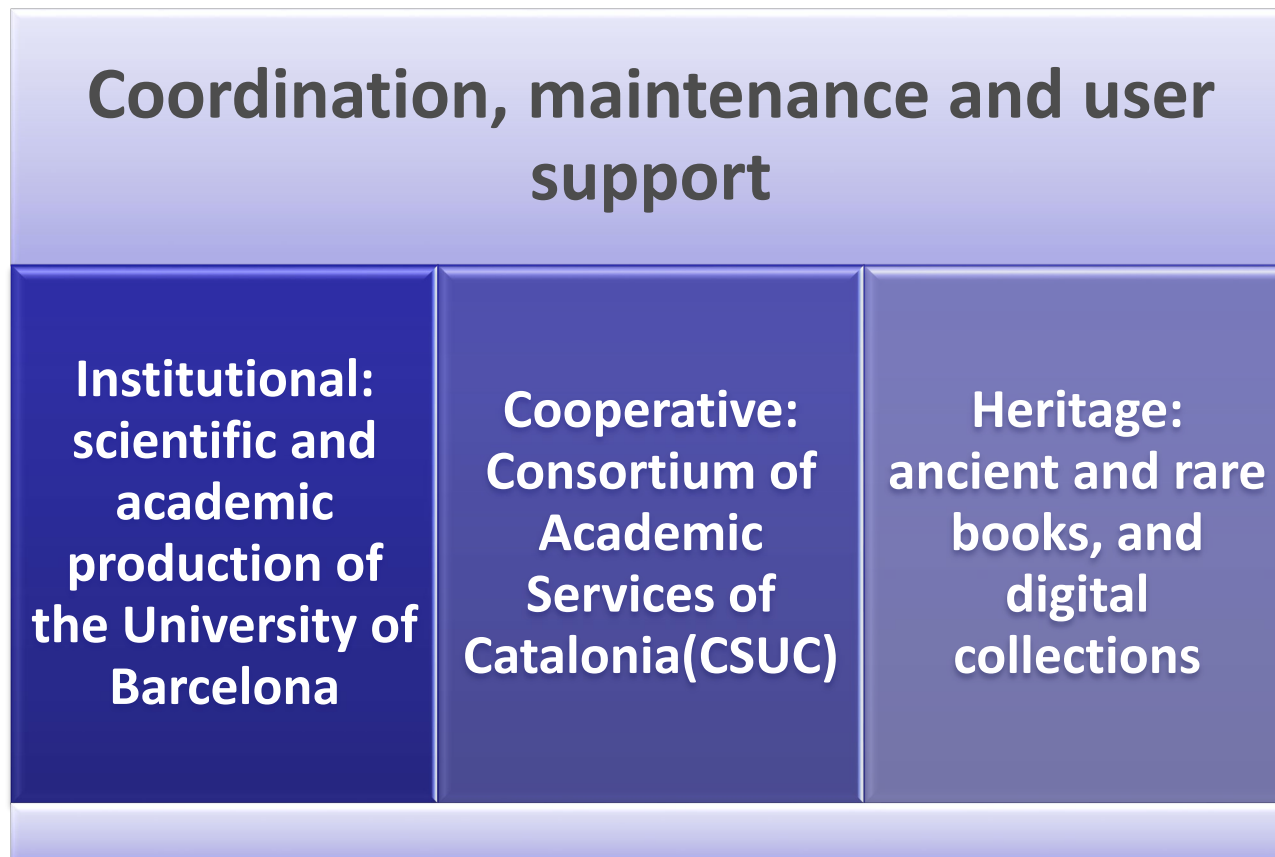 Coordination, maintenance and user
support
Institutional:
scientific and
academic
production of
the University of
Barcelona
Cooperative:
Consortium of
Academic
Services of
Catalonia(CSUC)
Heritage:
ancient and rare
books, and
digital
collections